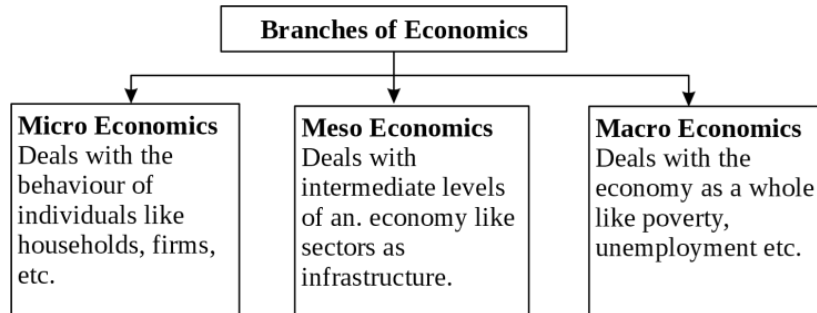 Branches of Economics
Micro Economics
Deals with the
behaviour of
individuals like
households, firms,
etc.
Meso Economics
Deals with
intermediate levels
of an. economy like
sectors as
infrastructure.
Macro Economics
Deals with the
economy as a whole
like poverty,
unemployment etc.